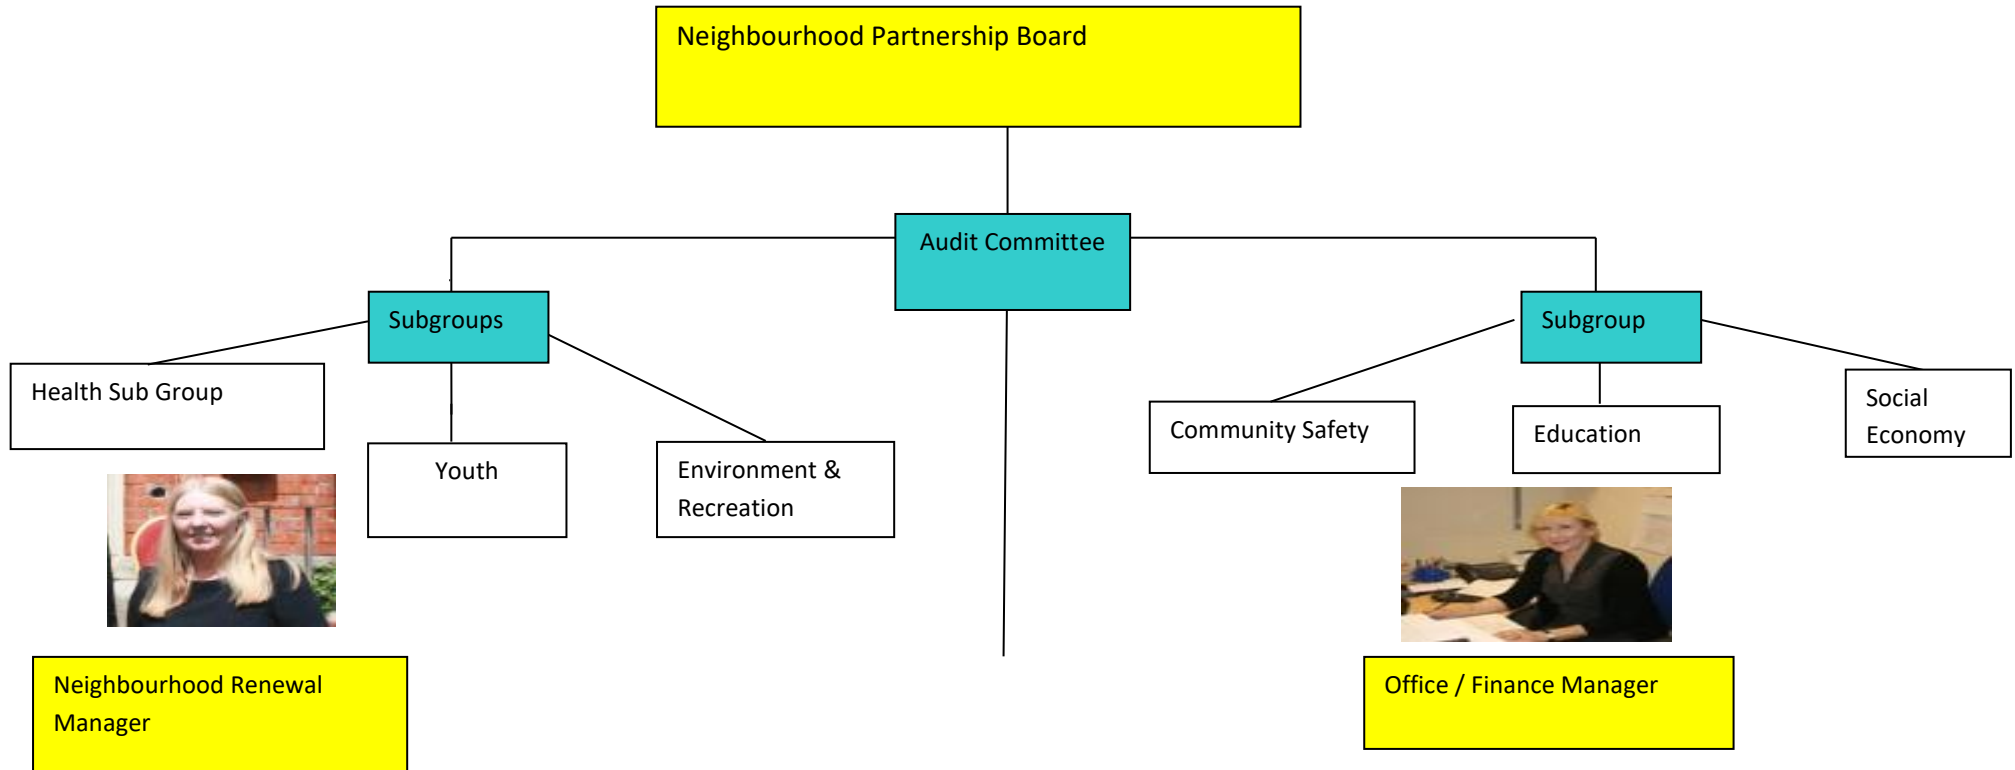 Neighbourhood Partnership Board
Audit Committee
Subgroups
Subgroup
Health Sub Group
Youth
Environment &
Recreation
Community Safety
Education
Social
Economy
Neighbourhood Renewal
Manager
Office / Finance Manager